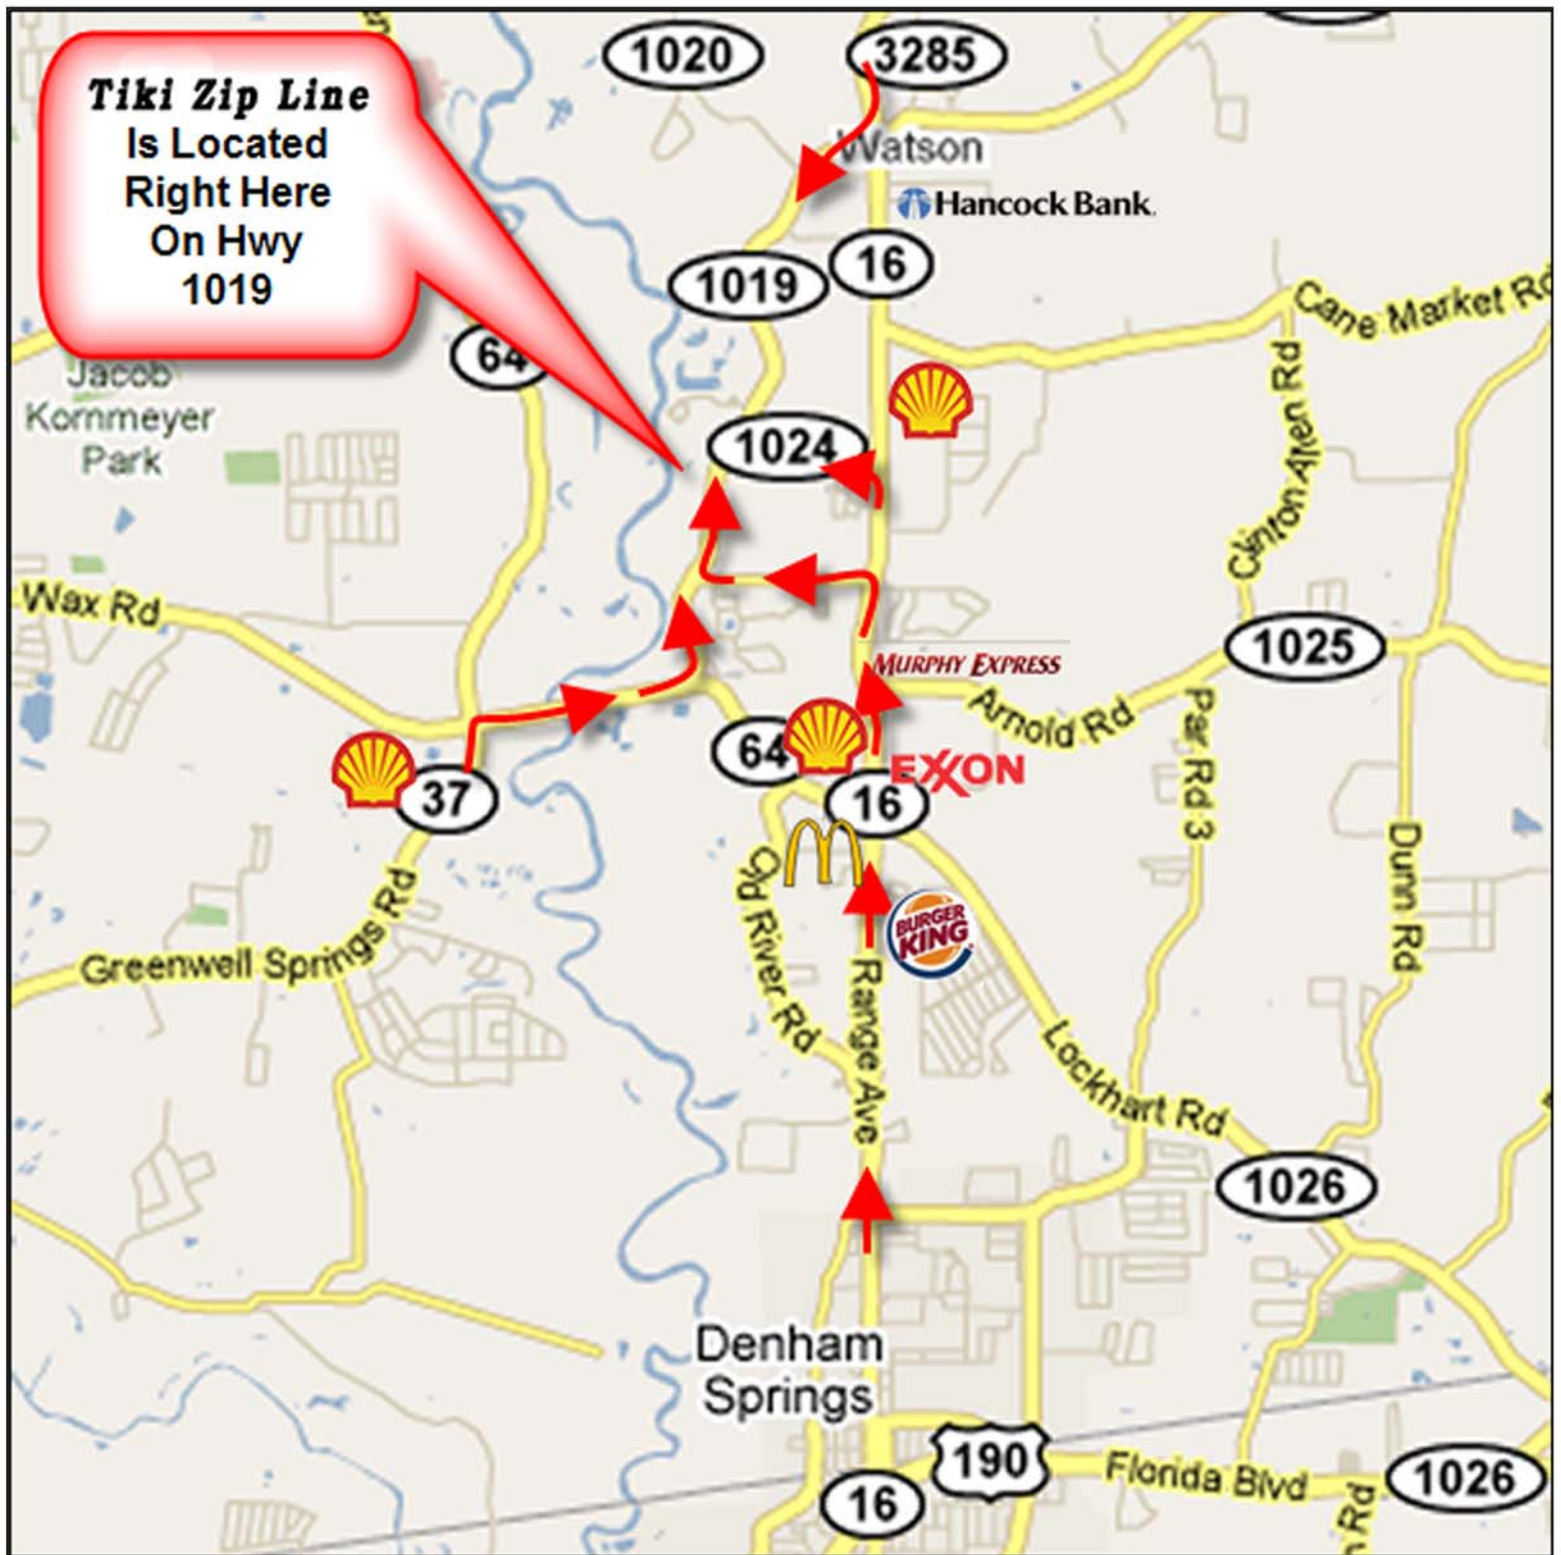 1020
3285
Tiki Zip Line
Is Located
Right Here
On Hwy
1019
Watson
Hancock Bank.
1019
16
Cane Market Rd
64
Jacob
Kornmeyer
Park
1024
Clinton Allen Rd
Wax Rd
1025
MURPHY EXPRESS
Arnold Rd
Par Rd 3
64
EXXON
37
16
Old River Rd
BURGER
KING
Dunn Rd
Greenwell Springs Rd
Range Ave
Lockhart Rd
1026
Denham
Springs
190
Florida Blvd
1026
16
Rd